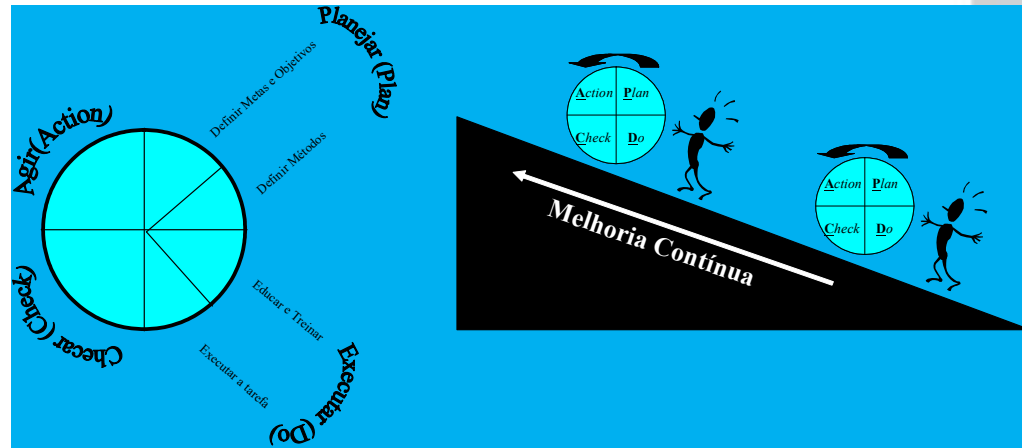 Planejar (Plan)
Definir Metas e Objetivos
Definir Métodos
Agir(Action)
Checar (Check)
Educar e Treinar
Executar a tarefa
Executar (Do)
Action Plan
Check Do
Action Plan
Check Do
Melhoria Contínua